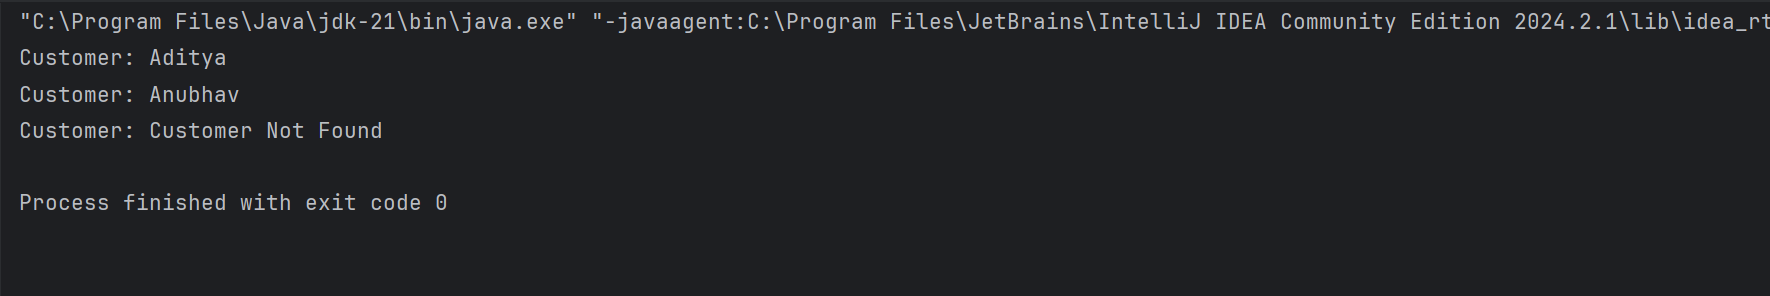 "C:\Program Files\Java\jdk-21\bin\java.exe" "-javaagent:C:\Program Files\JetBrains\IntelliJ IDEA Community Edition 2024.2.1\lib\idea_rt
Customer: Aditya
Customer: Anubhav
Customer: Customer Not Found
Process finished with exit code 0